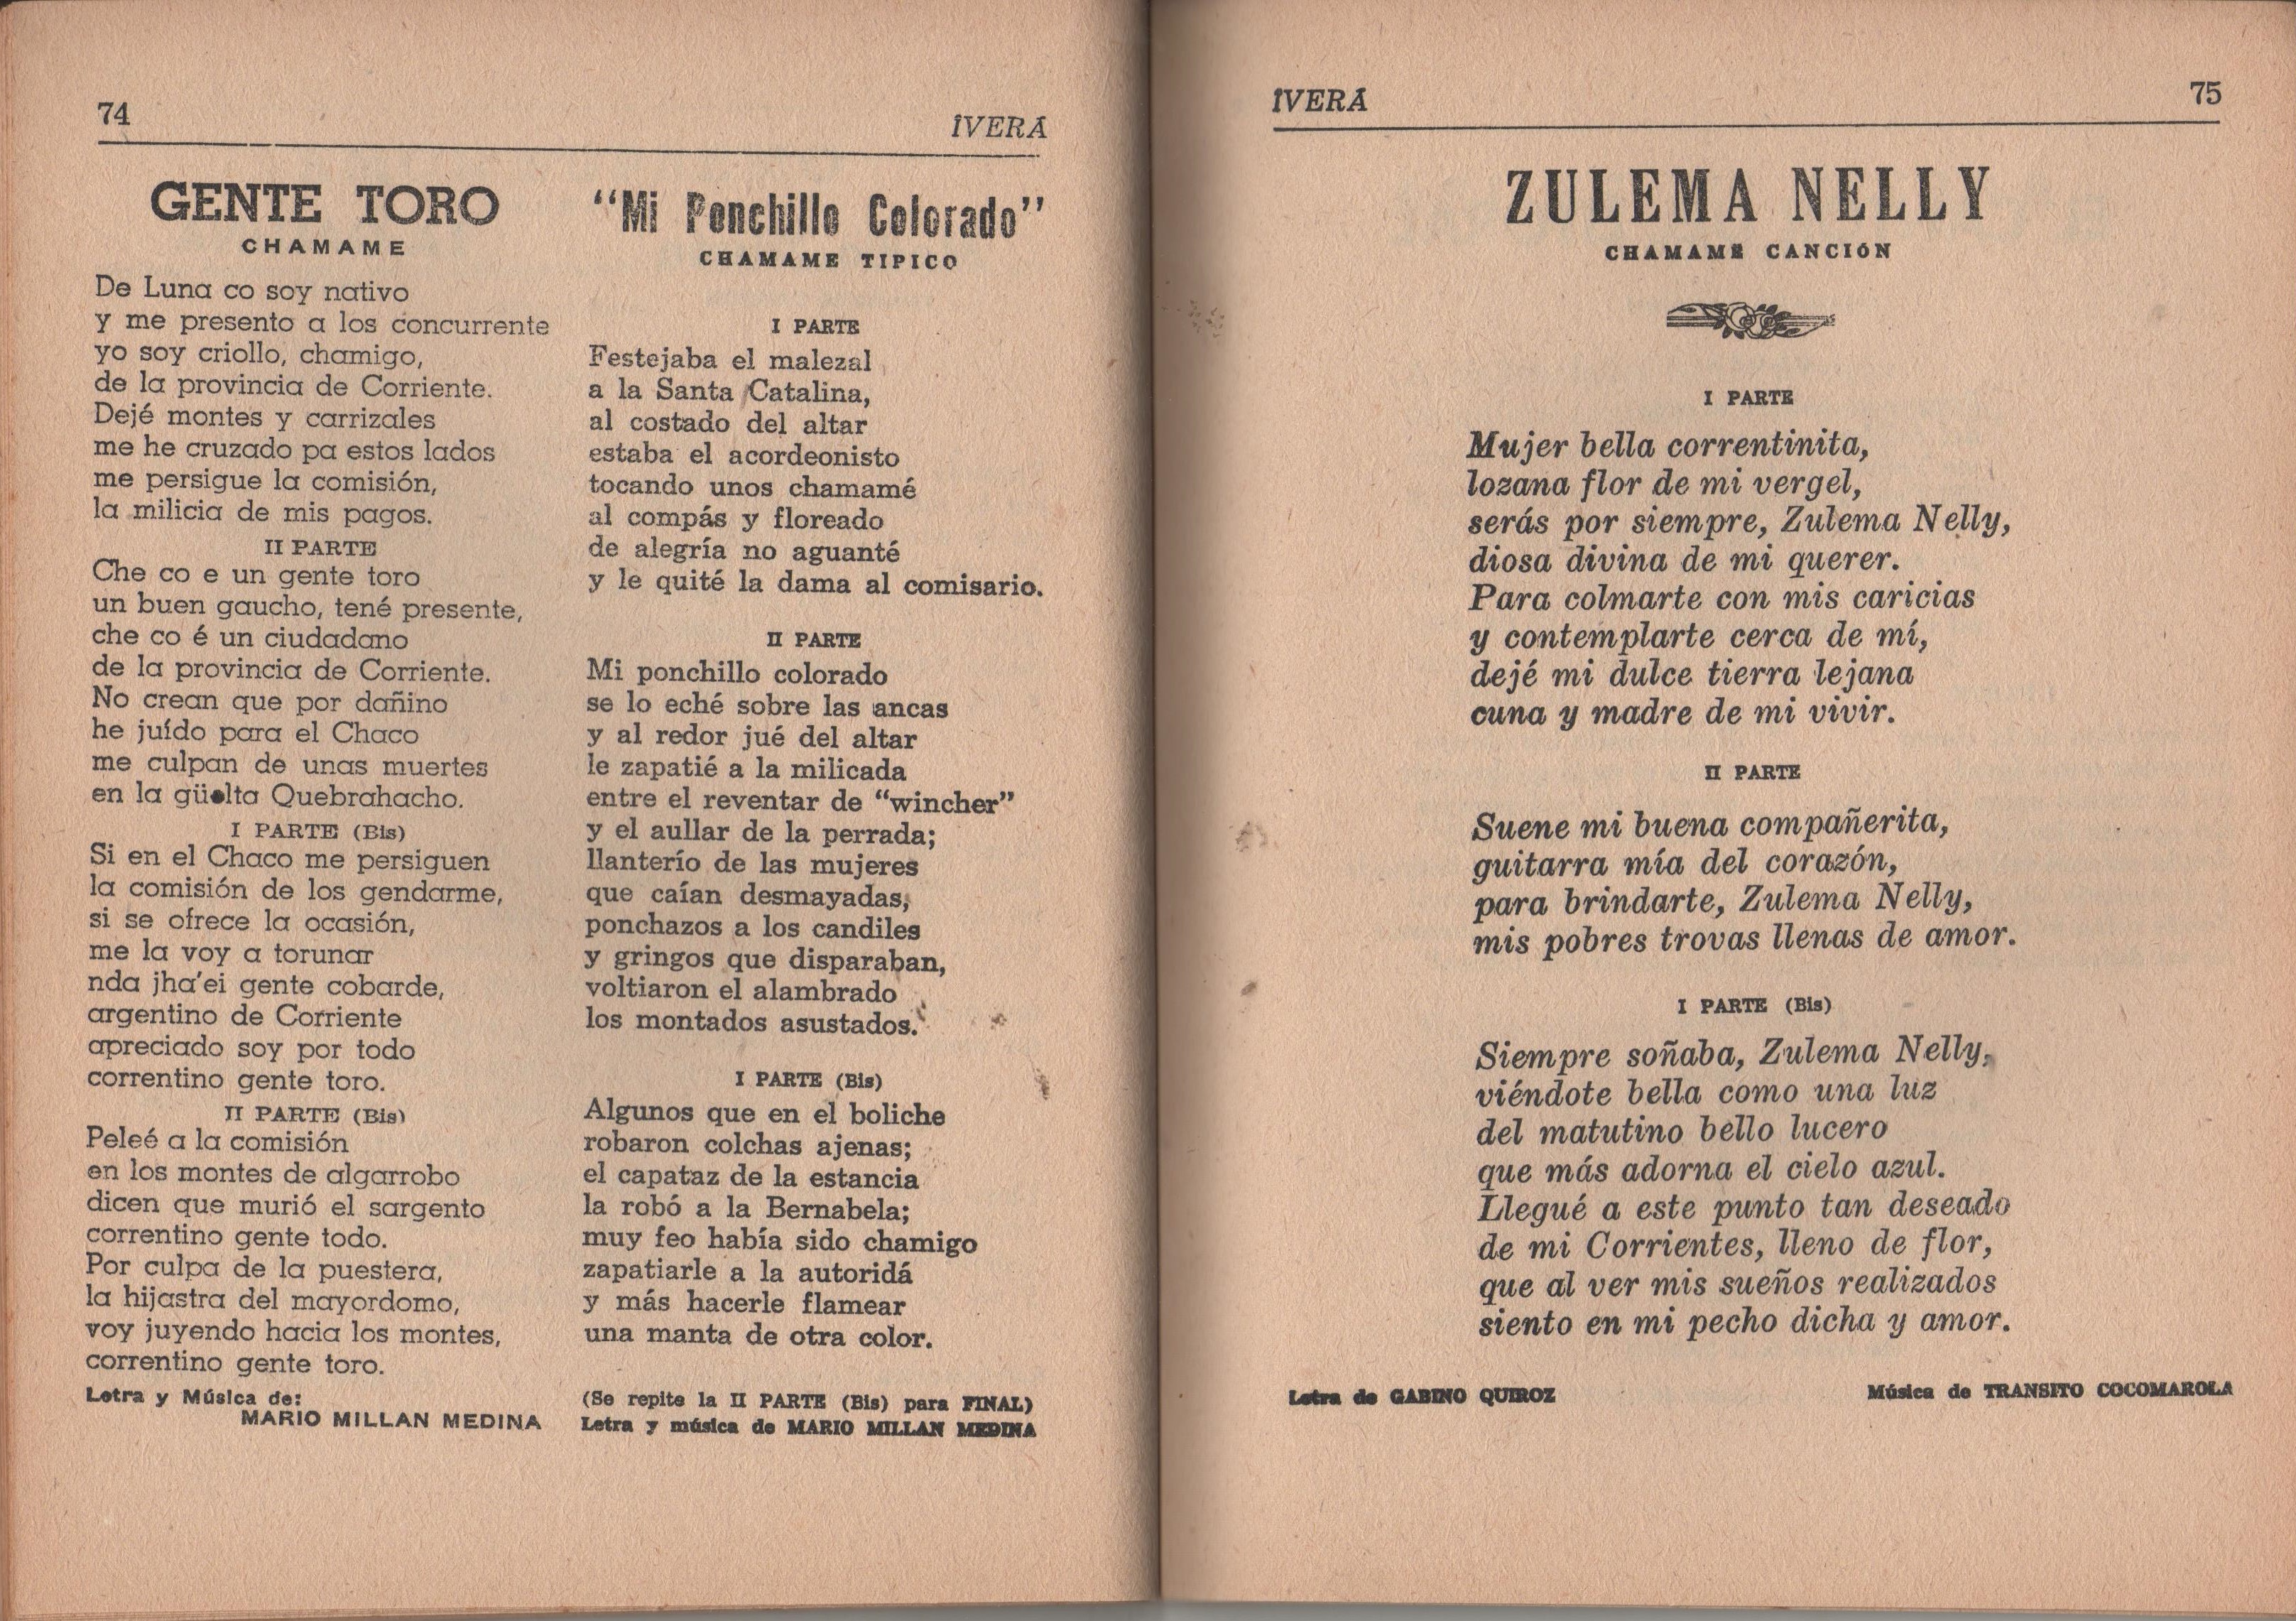 74
ÎVERÁ
GENTE TORO
CHAMAME
De Luna co soy nativo
y me presento a los concurrente
yo soy criollo, chamigo,
de la provincia de Corriente.
Dejé montes y carrizales
me he cruzado pa estos lados
me persigue la comisión,
la milicia de mis pagos.
II PARTE
Che co e un gente toro
un buen gaucho, tené presente,
che co é un ciudadano
de la provincia de Corriente.
No crean que por dañino
he juído para el Chaco
me culpan de unas muertes
en la güelta Quebrahacho.
I PARTE (Bis)
Si en el Chaco me persiguen
la comisión de los gendarme,
si se ofrece la ocasión,
me la voy a torunar
nda jha'ei gente cobarde,
argentino de Corriente
apreciado soy por todo
correntino gente toro.
II PARTE (Bis)
Peleé a la comisión
en los montes de algarrobo
dicen que murió el sargento
correntino gente todo.
Por culpa de la puestera,
la hijastra del mayordomo,
voy juyendo hacia los montes,
correntino gente toro.
Letra y Música de:
MARIO MILLAN MEDINA
"Mi Ponchillo Colorado"
CHAMAME TIPICO
I PARTE
Festejaba el malezal
a la Santa Catalina,
al costado del altar
estaba el acordeonisto
tocando unos chamamé
al compás y floreado
de alegría no aguanté
y le quité la dama al comisario.
II PARTE
Mi ponchillo colorado
se lo eché sobre las ancas
y al redor jué del altar
le zapatié a la milicada
entre el reventar de "wincher"
y el aullar de la perrada;
llanterío de las mujeres
que caían desmayadas,
ponchazos a los candiles
y gringos que disparaban,
voltiaron el alambrado
los montados asustados.
I PARTE (Bis)
Algunos que en el boliche
robaron colchas ajenas;
el capataz de la estancia
la robó a la Bernabela;
muy feo había sido chamigo
zapatiarle a la autoridá
y más hacerle flamear
una manta de otra color.
(Se repite la II PARTE (Bis) para FINAL)
Letra y música de MARIO MILLAN MEDINA
ÎVERÁ
75
ZULEMA NELLY
CHAMAMÉ CANCIÓN
I PARTE
Mujer bella correntinita,
lozana flor de mi vergel,
serás por siempre, Zulema Nelly,
diosa divina de mi querer.
Para colmarte con mis caricias
y contemplarte cerca de mí,
dejé mi dulce tierra lejana
cuna y madre de mi vivir.
II PARTE
Suene mi buena compañerita,
guitarra mía del corazón,
para brindarte, Zulema Nelly,
mis pobres trovas llenas de amor.
I PARTE (Bis)
Siempre soñaba, Zulema Nelly,
viéndote bella como una luz
del matutino bello lucero
que más adorna el cielo azul.
Llegué a este punto tan deseado
de mi Corrientes, lleno de flor,
que al ver mis sueños realizados
siento en mi pecho dicha y amor.
Letra de GABINO QUIROZ
Música de TRANSITO COCOMAROLA